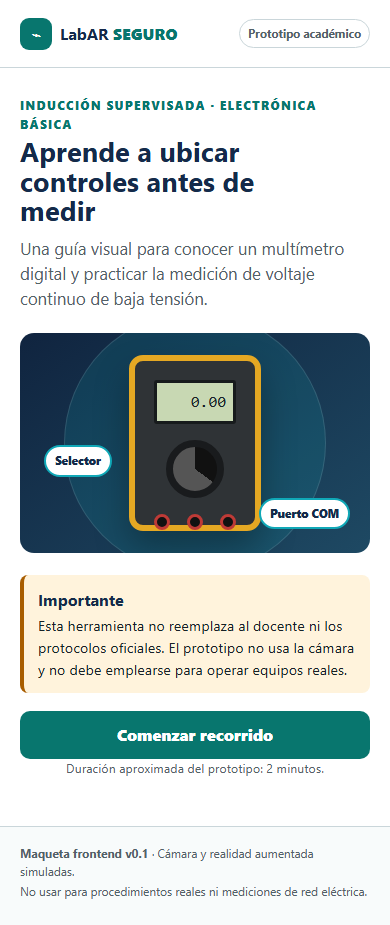 LabAR SEGURO
Prototipo académico
INDUCCIÓN SUPERVISADA · ELECTRÓNICA
BÁSICA
Aprende a ubicar
controles antes de
medir
Una guía visual para conocer un multímetro
digital y practicar la medición de voltaje
continuo de baja tensión.
0.00
Selector
Puerto COM
Importante
Esta herramienta no reemplaza al docente ni los
protocolos oficiales. El prototipo no usa la cámara
y no debe emplearse para operar equipos reales.
Comenzar recorrido
Duración aproximada del prototipo: 2 minutos.
Maqueta frontend v0.1 · Cámara y realidad aumentada
simuladas.
No usar para procedimientos reales ni mediciones de red eléctrica.